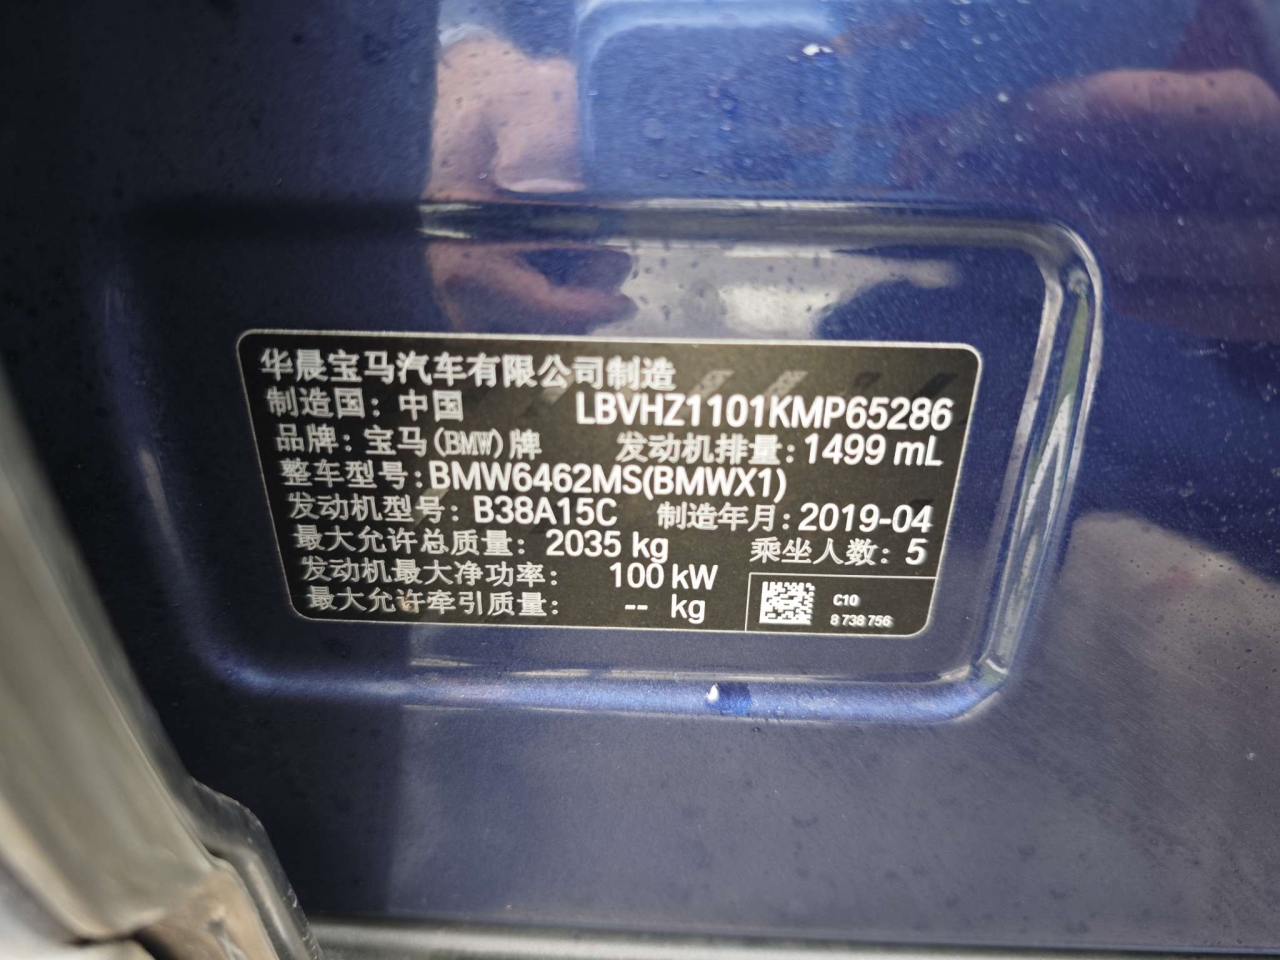 华晨宝马汽车有限公司制造
制造国：中国 LBVHZ1101KMP65286
品牌：宝马(BMW)牌 发动机排量：1499 mL
整车型号：BMW6462MS(BMWX1)
发动机型号：B38A15C 制造年月：2019-04
最大允许总质量：2035 kg 乘坐人数：5
发动机最大净功率：100 kW
最大允许牵引质量：-- kg
C10
8 738 756